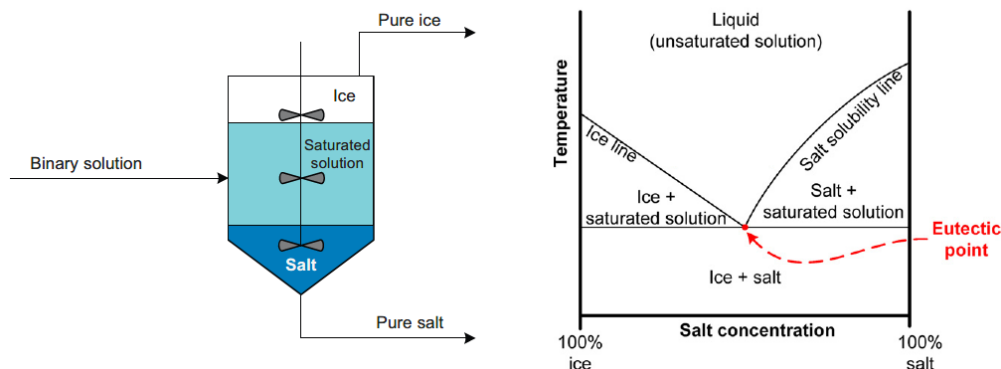 Pure ice
Ice
Binary solution
Saturated
solution
Salt
Pure salt
Liquid
(unsaturated solution)
Temperature
Ice line
Salt solubility line
Ice +
saturated solution
Salt +
saturated solution
Eutectic
point
Ice + salt
Salt concentration
100%
ice
100%
salt